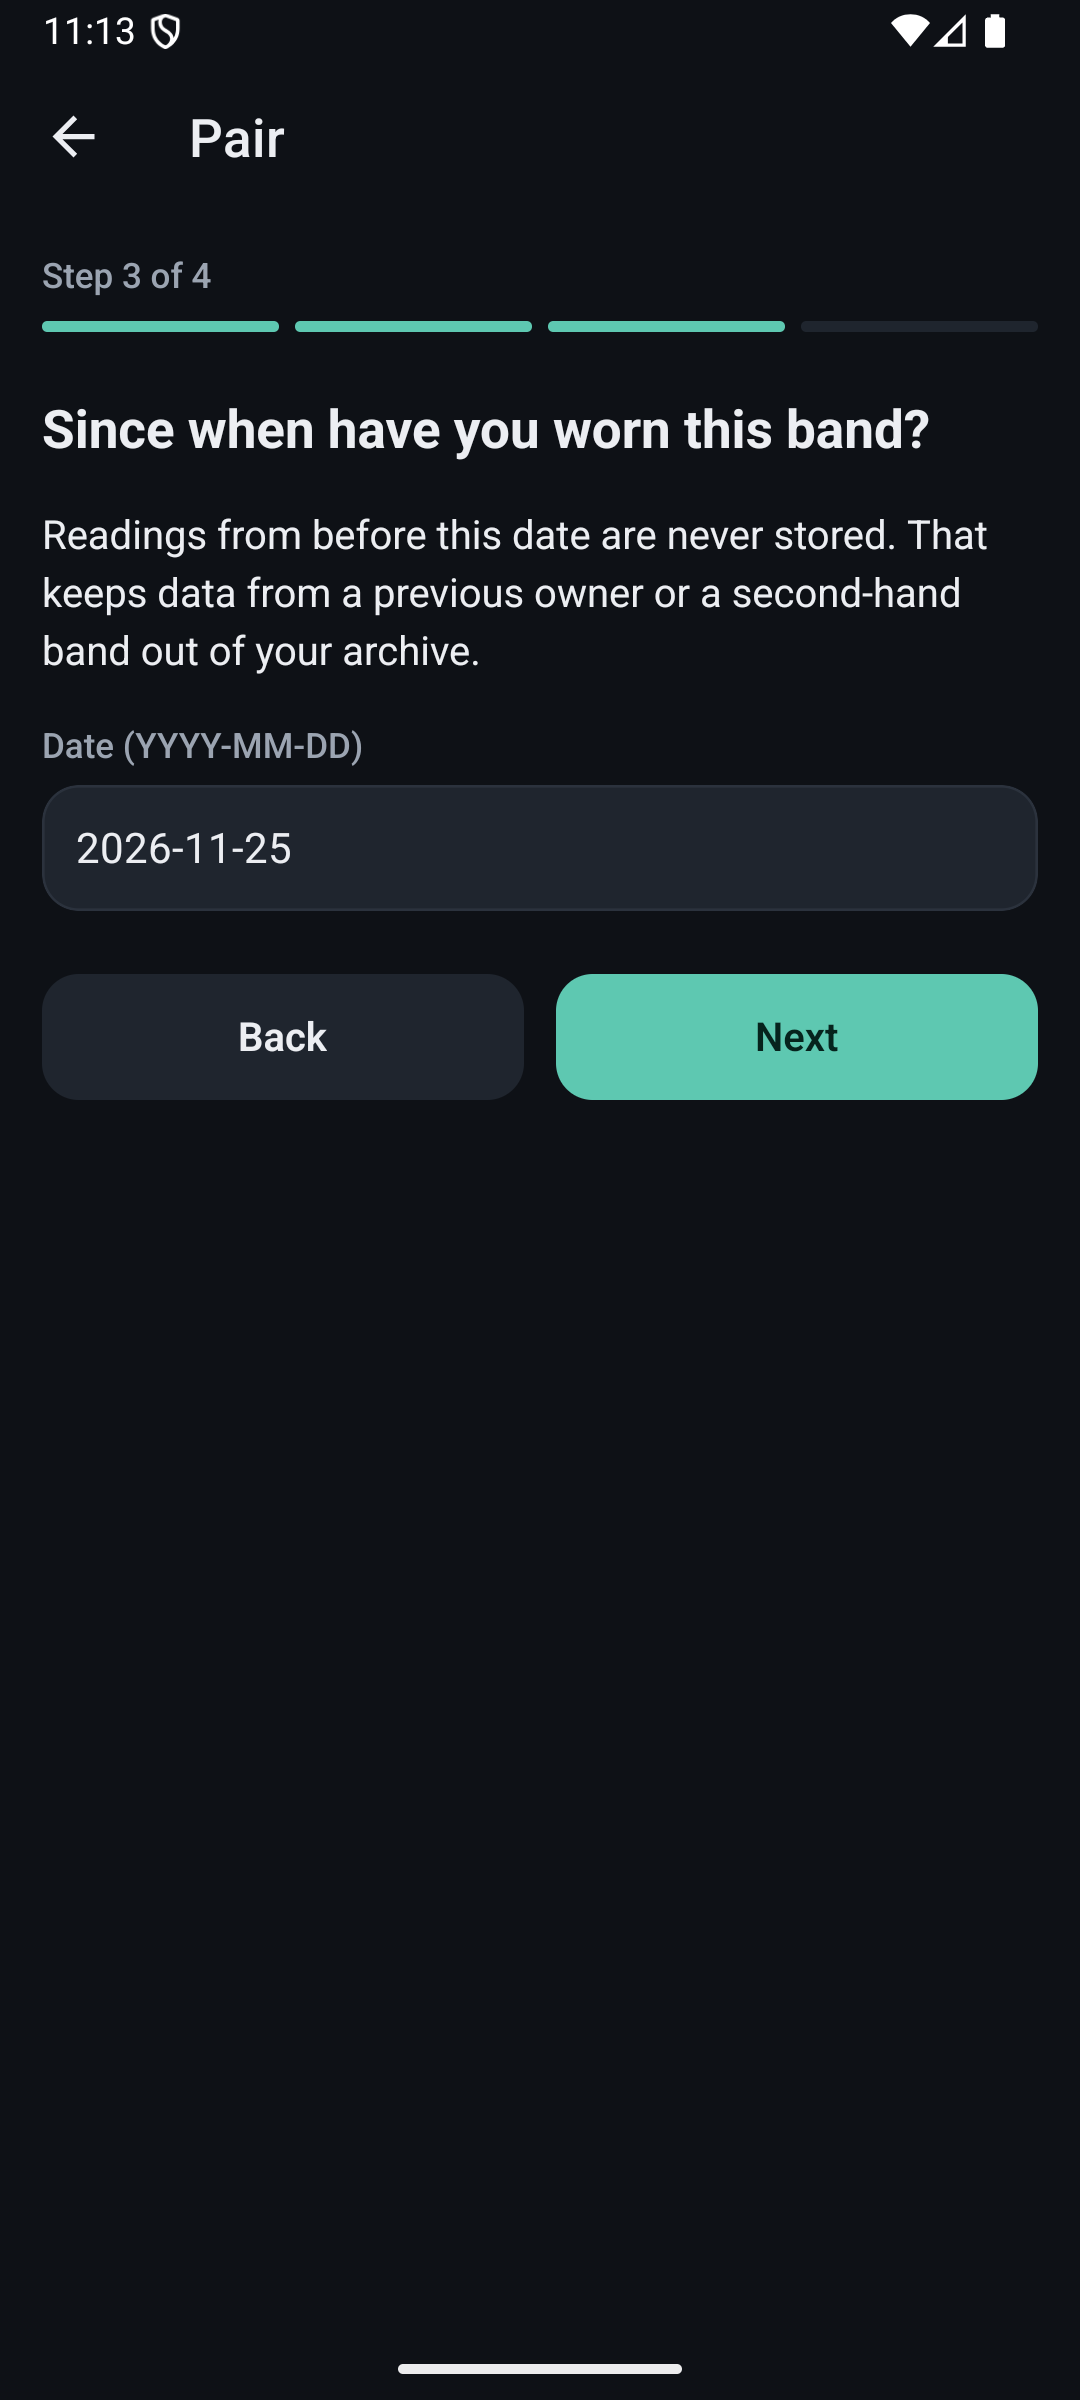 11:13
Pair
Step 3 of 4
Since when have you worn this band?
Readings from before this date are never stored. That
keeps data from a previous owner or a second-hand
band out of your archive.
Date (YYYY-MM-DD)
2026-11-25
Back
Next